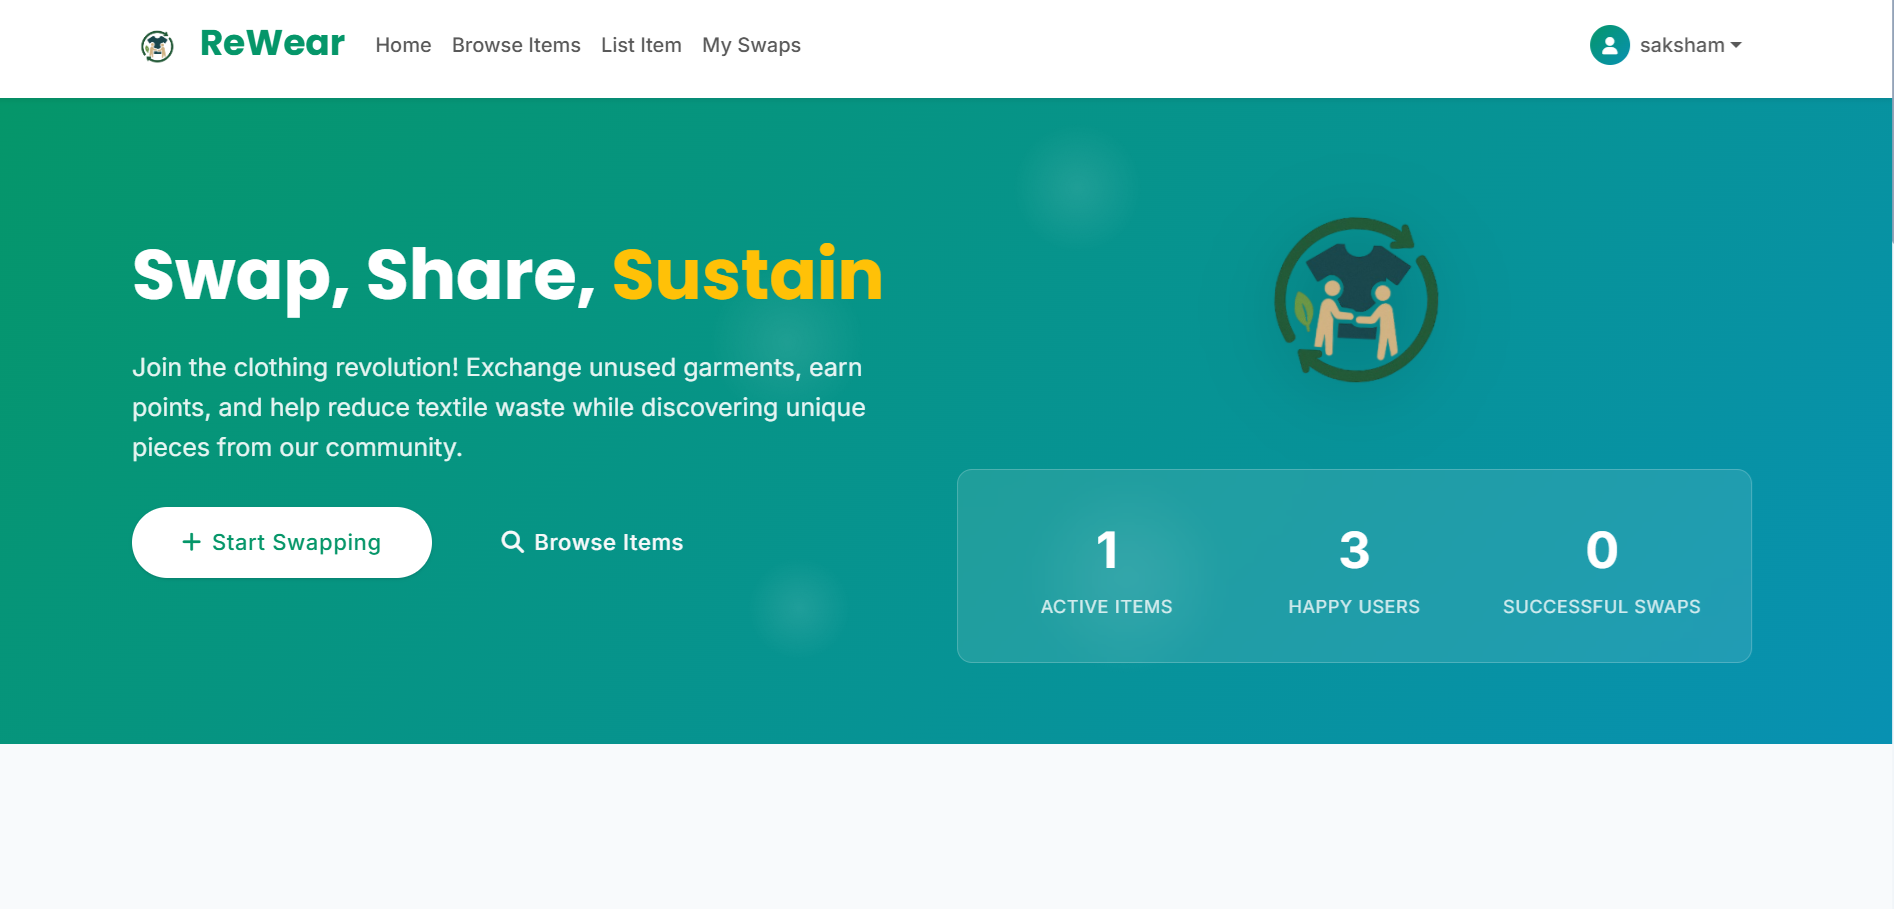 ReWear
Home
Browse Items
List Item
My Swaps
saksham
Swap, Share, Sustain
Join the clothing revolution! Exchange unused garments, earn
points, and help reduce textile waste while discovering unique
pieces from our community.
Start Swapping
Browse Items
1
ACTIVE ITEMS
3
HAPPY USERS
0
SUCCESSFUL SWAPS